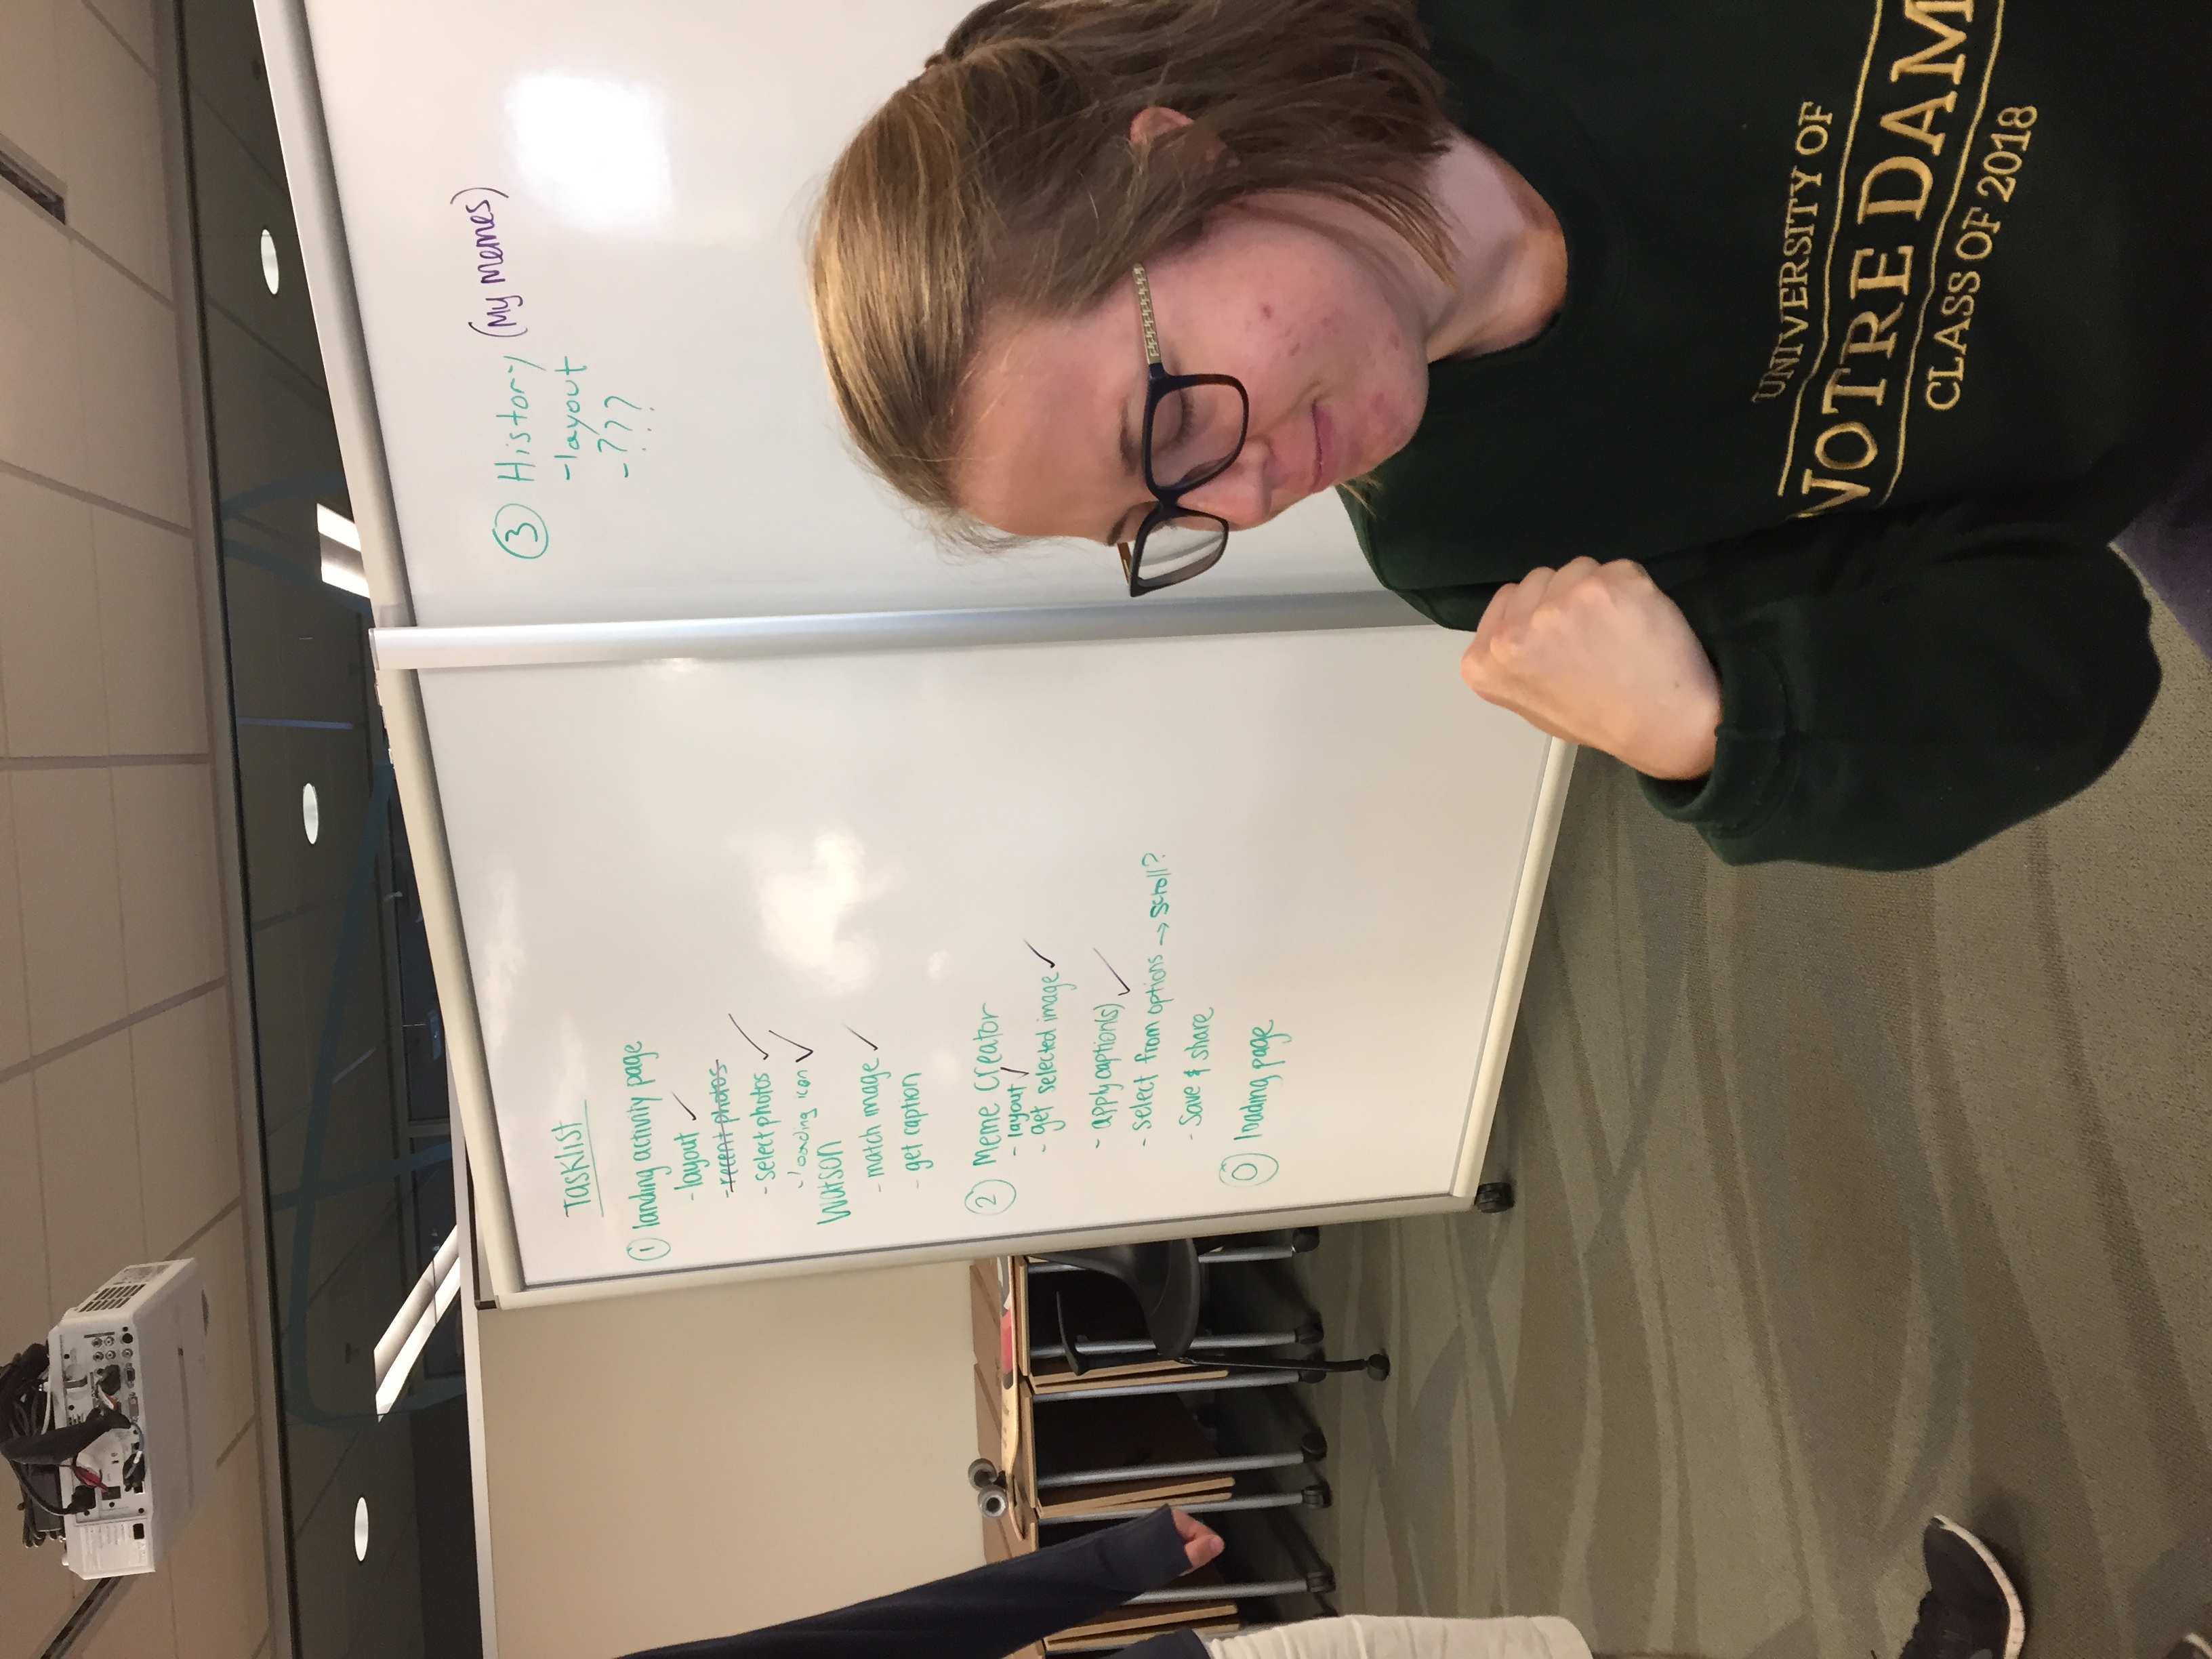 Tasklist
① landing activity page
- layout ✓
- recent photos
- select photos ✓
- loading icon ✓
Watson
- match image ✓
- get caption
② Meme Creator
- layout ✓
- get selected image ✓
- apply caption(s) ✓
- select from options → scroll?
- Save & share
⓪ loading page
③ History (My Memes)
- layout
- ???
UNIVERSITY OF
NOTRE DAM
CLASS OF 2018